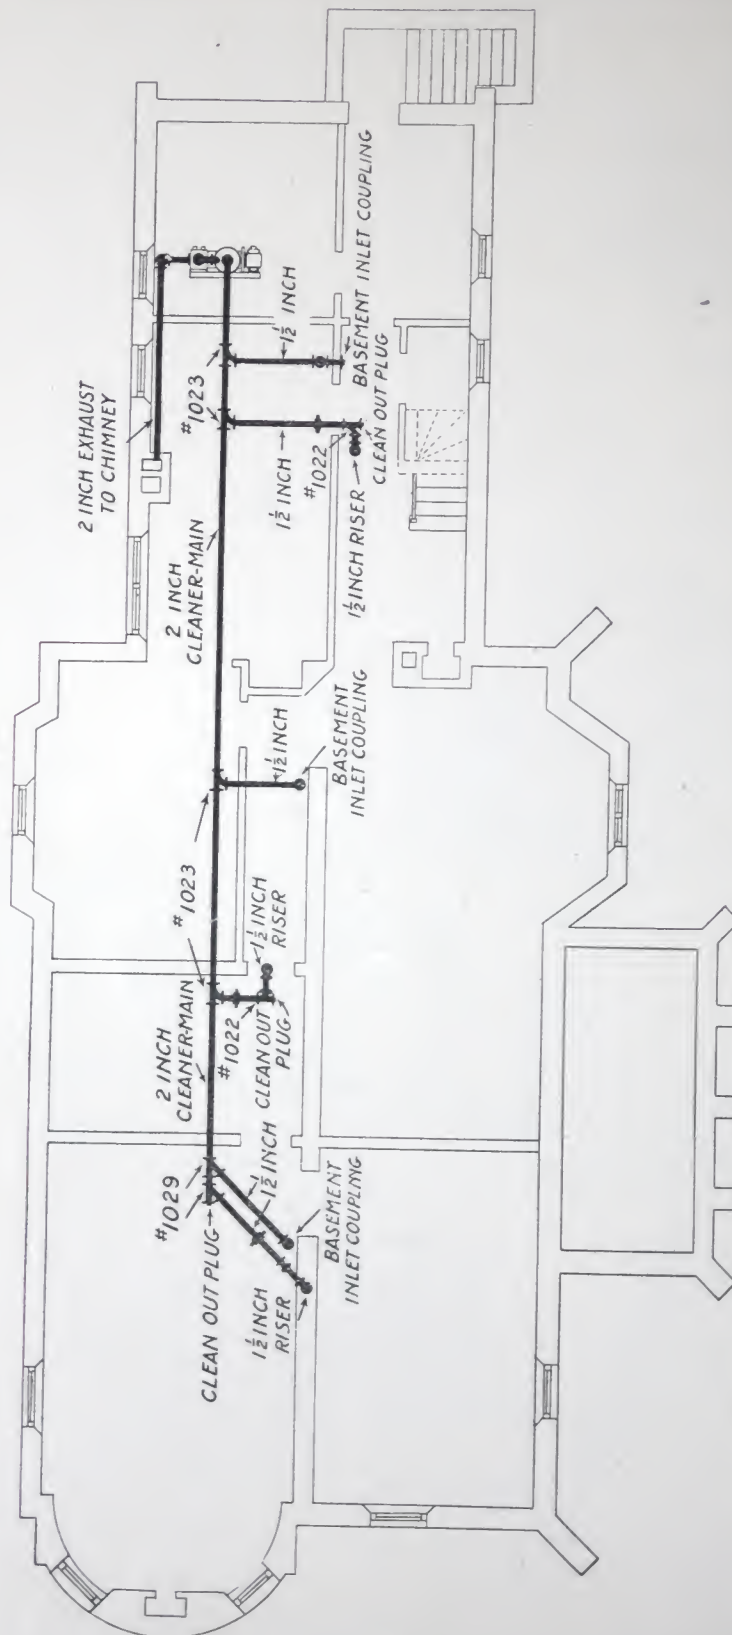 2 INCH EXHAUST
TO CHIMNEY
#1029
CLEAN OUT PLUG
2 INCH
CLEANER-MAIN
#1023
2 INCH
CLEANER-MAIN
#1023
1½ INCH
RISER
1½ INCH
BASEMENT
INLET COUPLING
#1022
CLEAN OUT
PLUG
1½ INCH
RISER
1½ INCH
BASEMENT
INLET COUPLING
1½ INCH
#1022
1½ INCH RISER
CLEAN OUT PLUG
1½ INCH
BASEMENT INLET COUPLING